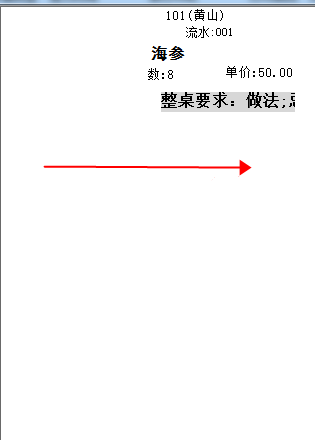 101(黄山)
流水:001
海参
数:8 单价:50.00
整桌要求：做法;